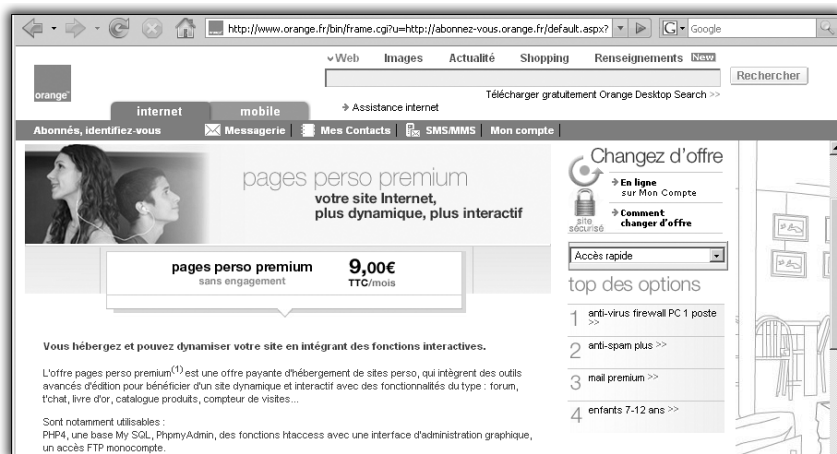 http://www.orange.fr/bin/frame.cgi?u=http://abonnez-vous.orange.fr/default.aspx?
G Google
Web Images Actualité Shopping Renseignements New
Rechercher
orange™
Télécharger gratuitement Orange Desktop Search >>
internet mobile
Assistance internet
Abonnés, identifiez-vous Messagerie | Mes Contacts | SMS/MMS | Mon compte |
pages perso premium
votre site Internet,
plus dynamique, plus interactif
pages perso premium 9,00€
sans engagement TTC/mois
Vous hébergez et pouvez dynamiser votre site en intégrant des fonctions interactives.
L'offre pages perso premium(1) est une offre payante d'hébergement de sites perso, qui intègrent des outils
avancés d'édition pour bénéficier d'un site dynamique et interactif avec des fonctionnalités du type : forum,
t'chat, livre d'or, catalogue produits, compteur de visites...
Sont notamment utilisables :
PHP4, une base My SQL, PhpmyAdmin, des fonctions htaccess avec une interface d'administration graphique,
un accès FTP monocompte.
Changez d'offre
En ligne
sur Mon Compte
Comment
changer d'offre
site
sécurisé
Accès rapide
top des options
1 anti-virus firewall PC 1 poste
>>
2 anti-spam plus >>
3 mail premium >>
4 enfants 7-12 ans >>